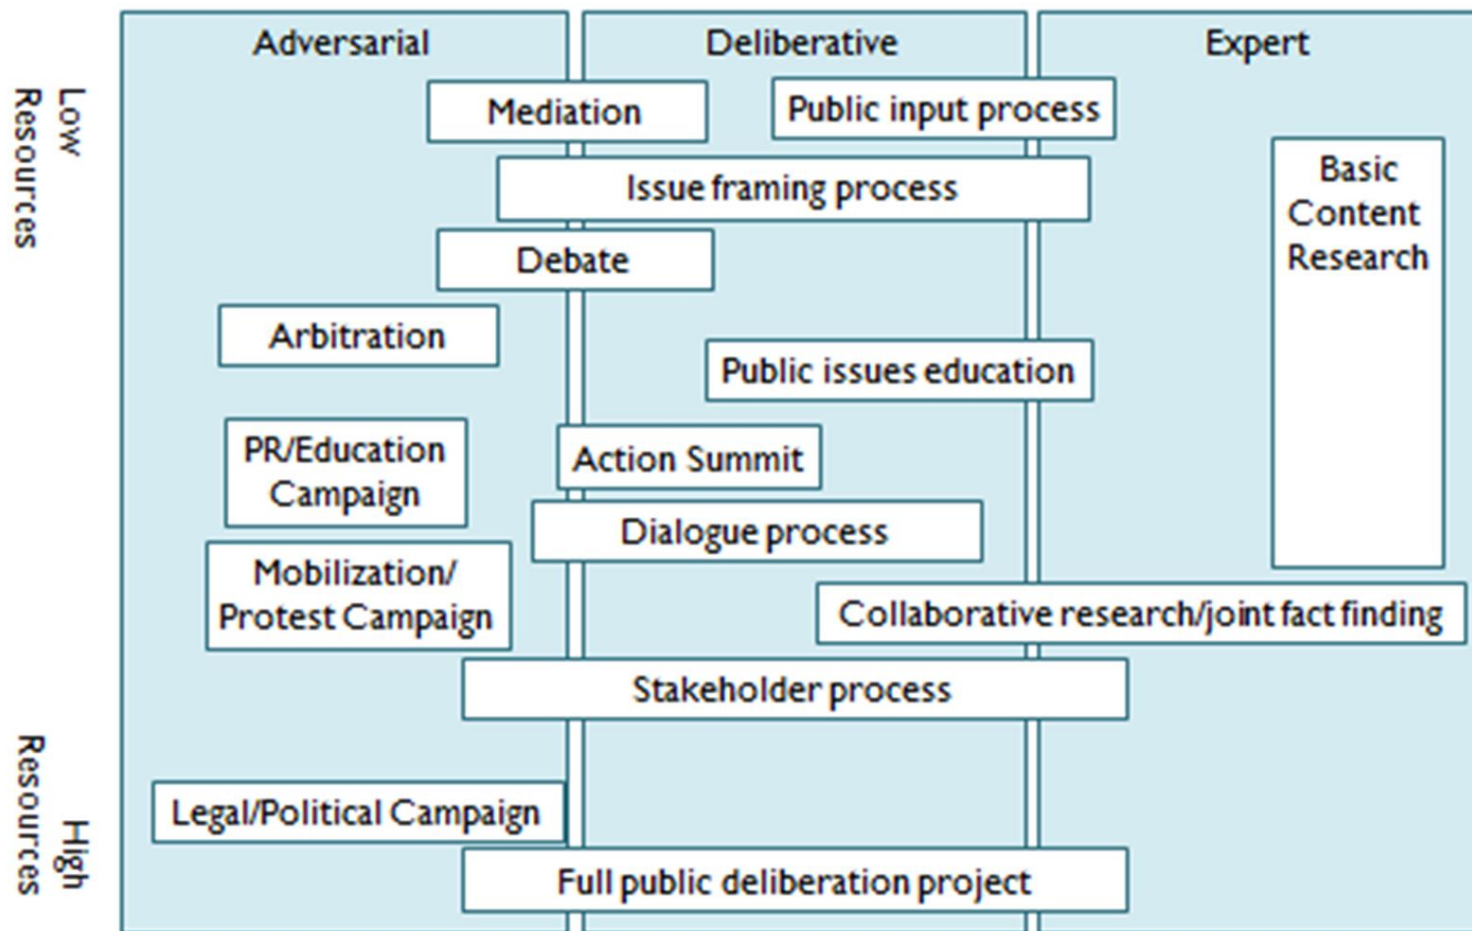 Adversarial
Deliberative
Expert
Low
Resources
Mediation
Public input process
Issue framing process
Basic
Content
Research
Debate
Arbitration
Public issues education
PR/Education
Campaign
Action Summit
Dialogue process
Mobilization/
Protest Campaign
Collaborative research/joint fact finding
Stakeholder process
High
Resources
Legal/Political Campaign
Full public deliberation project